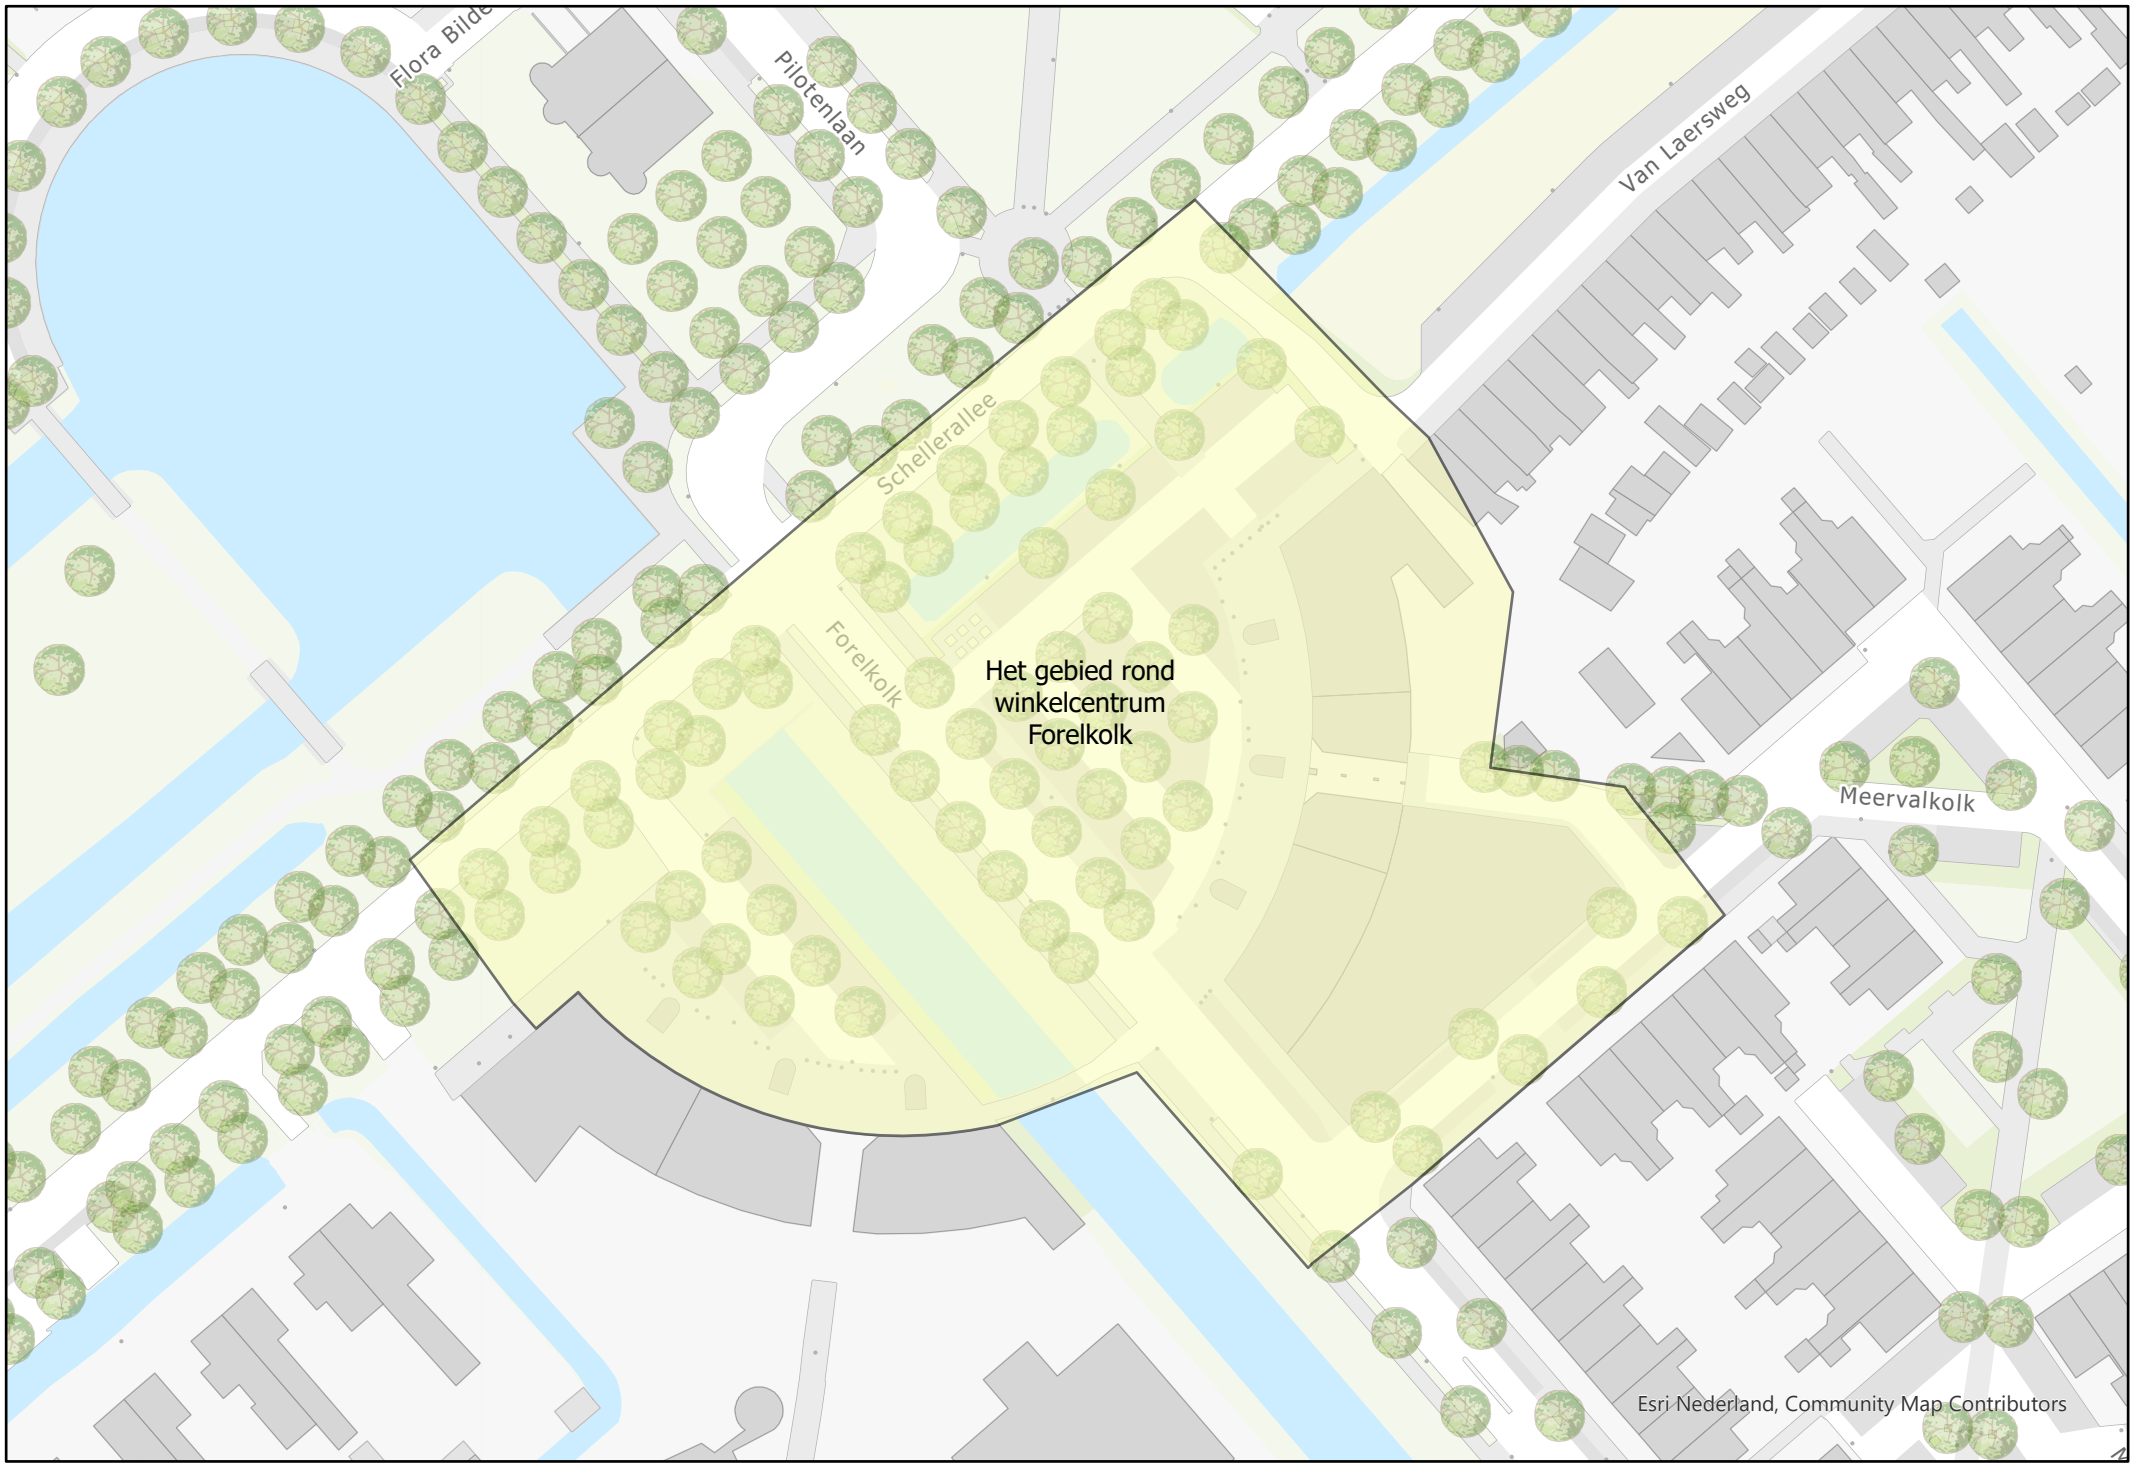 Flora Bilde
Pilotenlaan
Van Laersweg
Schellerallee
Forelkolk
Het gebied rond
winkelcentrum
Forelkolk
Meervalkolk
Esri Nederland, Community Map Contributors